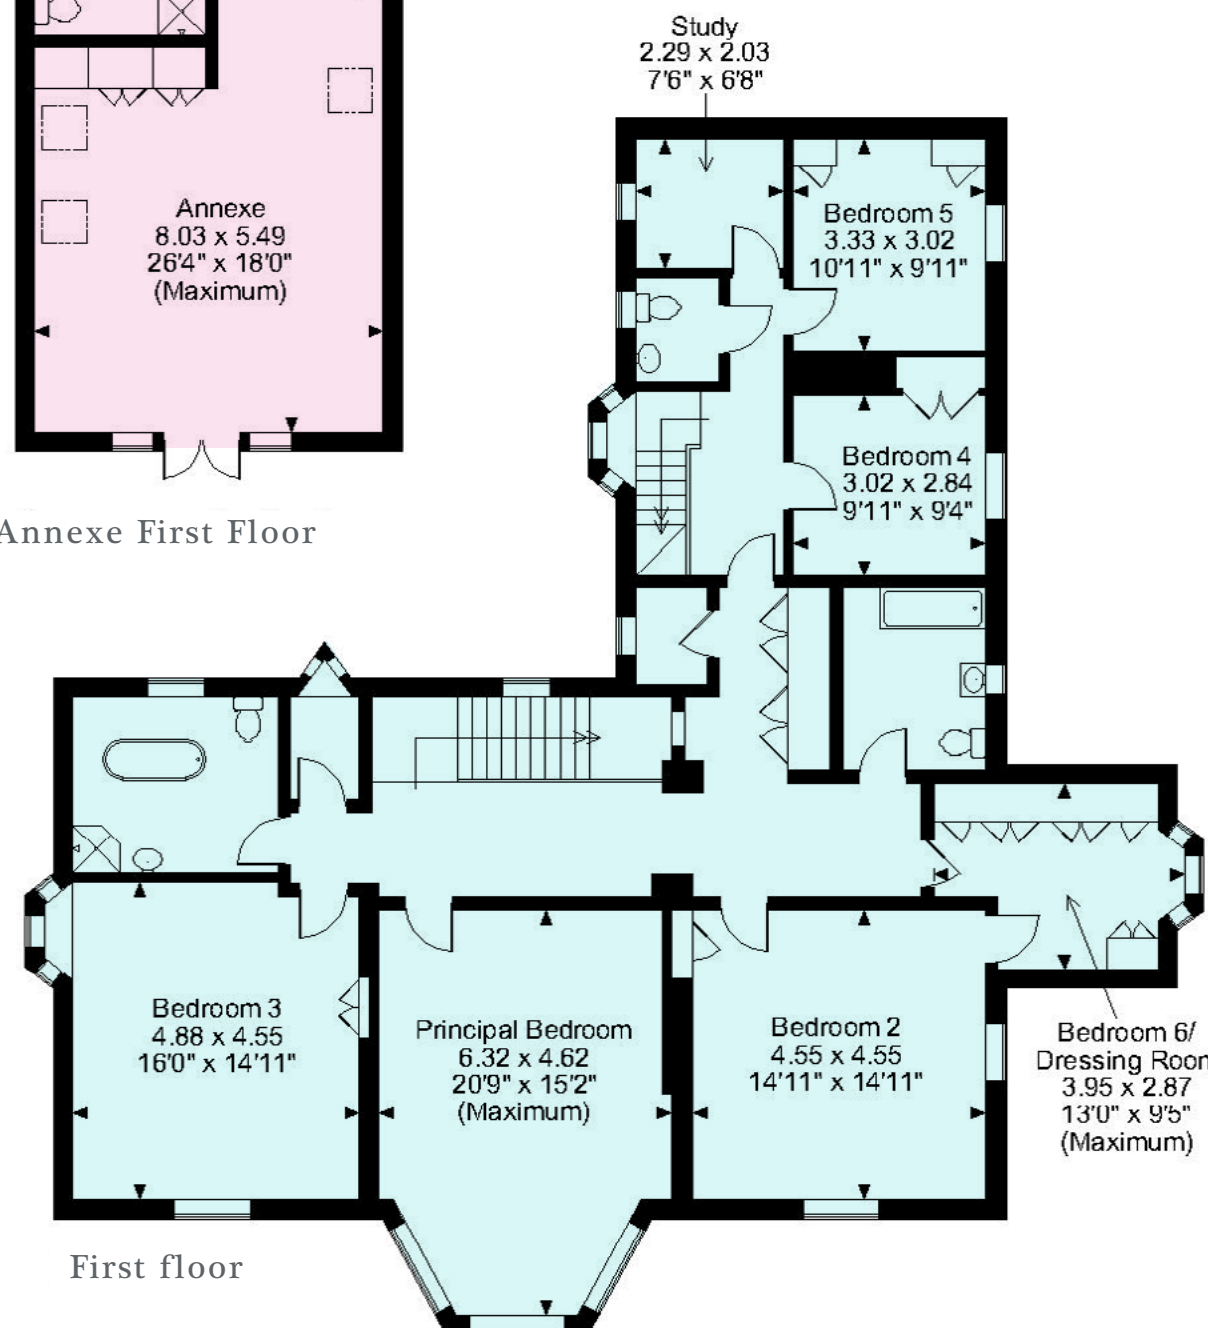 Study
2.29 x 2.03
7'6" x 6'8"
Annexe
8.03 x 5.49
26'4" x 18'0"
(Maximum)
Bedroom 5
3.33 x 3.02
10'11" x 9'11"
Bedroom 4
3.02 x 2.84
9'11" x 9'4"
Annexe First Floor
Bedroom 3
4.88 x 4.55
16'0" x 14'11"
Principal Bedroom
6.32 x 4.62
20'9" x 15'2"
(Maximum)
Bedroom 2
4.55 x 4.55
14'11" x 14'11"
Bedroom 6/
Dressing Room
3.95 x 2.87
13'0" x 9'5"
(Maximum)
First floor